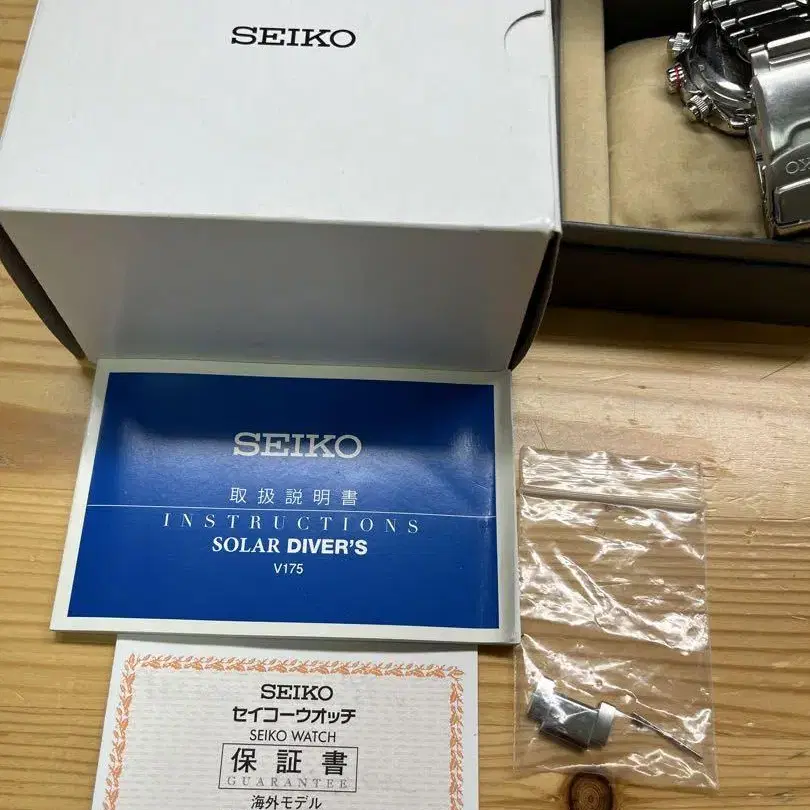 SEIKO
SEIKO
SEIKO
取扱説明書
INSTRUCTIONS
SOLAR DIVER'S
V175
SEIKO
セイコーウオッチ
SEIKO WATCH
保証書
GUARANTEE
海外モデル